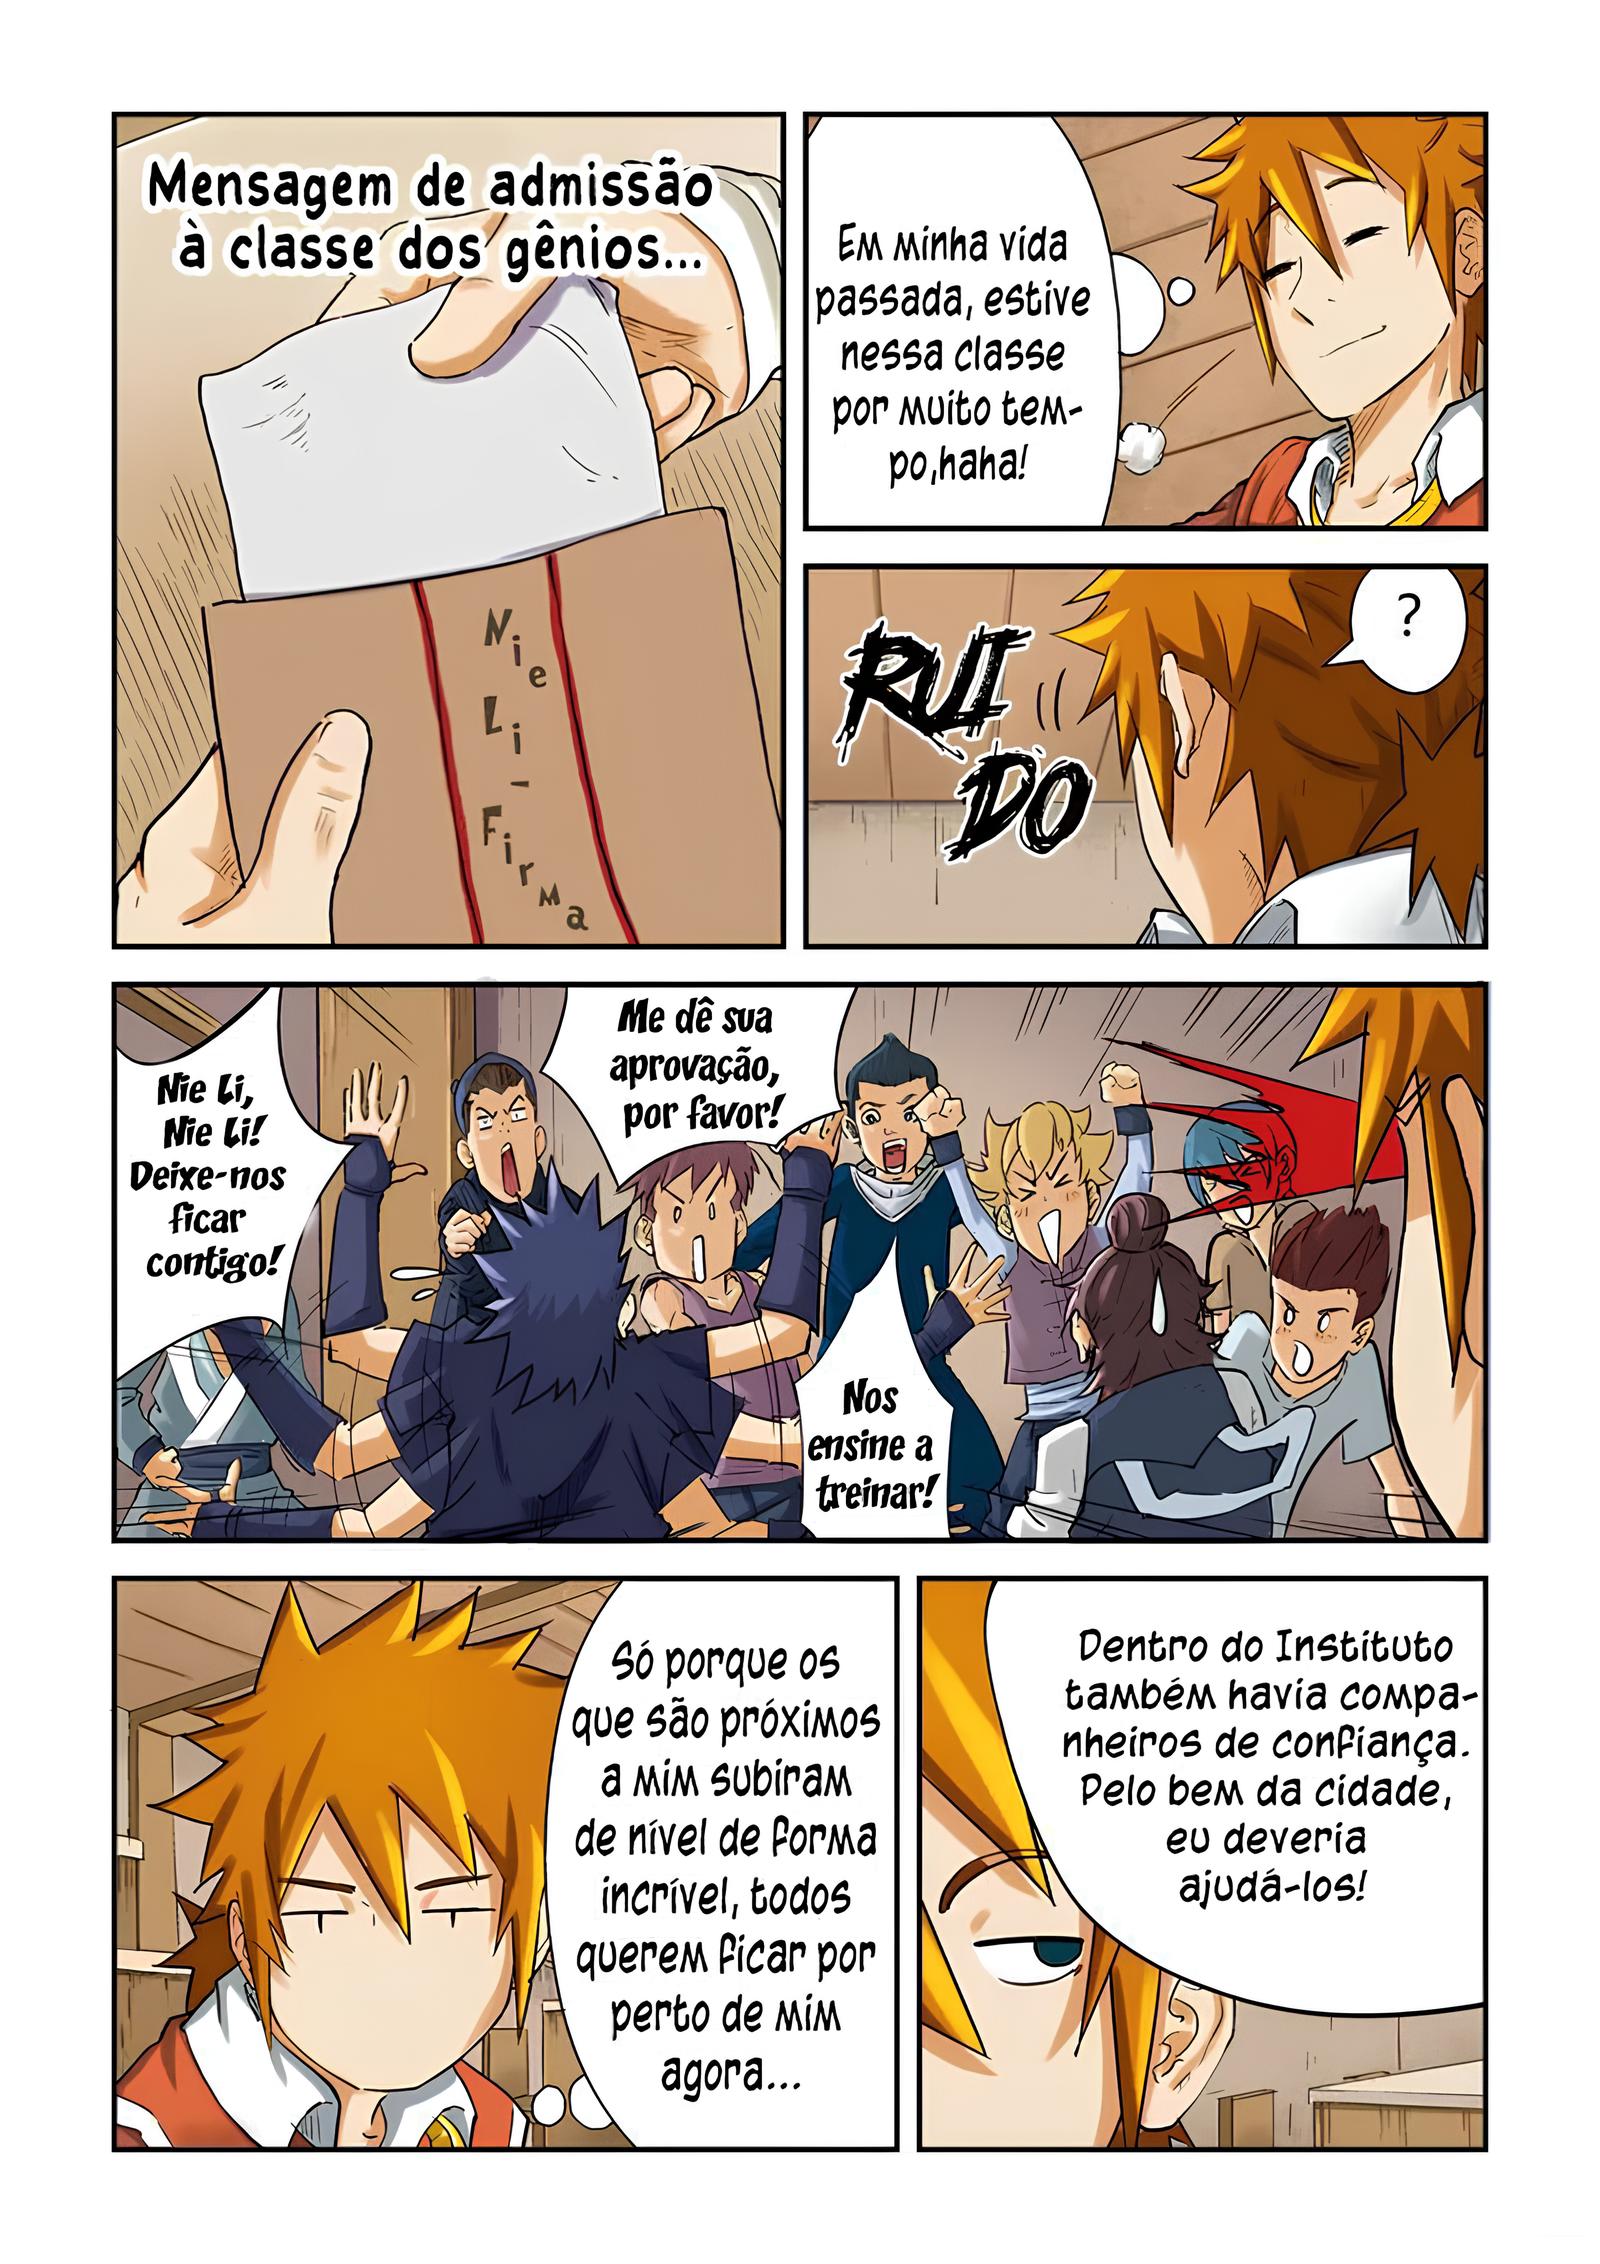 Mensagem de admissão
à classe dos gênios...
Nie
Li-
Firma
Em minha vida
passada, estive
nessa classe
por muito tem-
po,haha!
?
RUI
DO
Nie Li,
Nie Li!
Deixe-nos
ficar
contigo!
Me dê sua
aprovação,
por favor!
Nos
ensine a
treinar!
Só porque os
que são próximos
a mim subiram
de nível de forma
incrível, todos
querem ficar por
perto de mim
agora...
Dentro do Instituto
também havia compa-
nheiros de confiança.
Pelo bem da cidade,
eu deveria
ajudá-los!